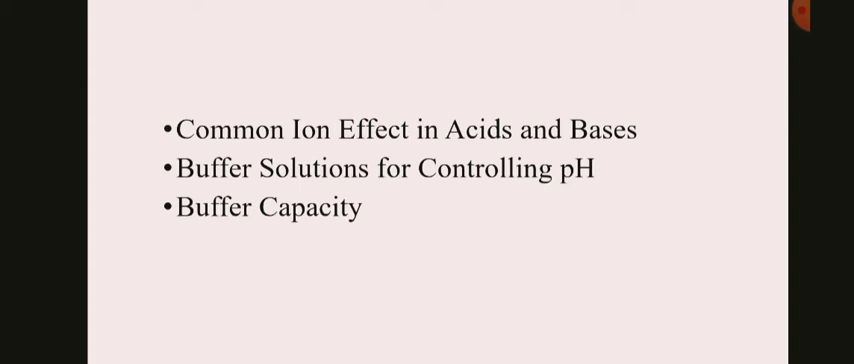 •Common Ion Effect in Acids and Bases
•Buffer Solutions for Controlling pH
•Buffer Capacity